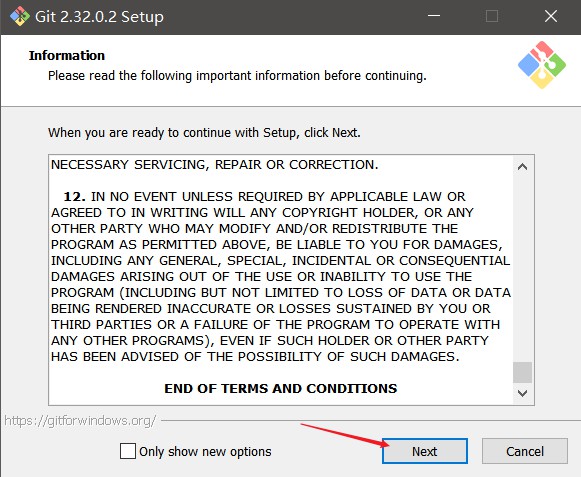 Git 2.32.0.2 Setup
Information
Please read the following important information before continuing.
When you are ready to continue with Setup, click Next.
NECESSARY SERVICING, REPAIR OR CORRECTION.
12. IN NO EVENT UNLESS REQUIRED BY APPLICABLE LAW OR
AGREED TO IN WRITING WILL ANY COPYRIGHT HOLDER, OR ANY
OTHER PARTY WHO MAY MODIFY AND/OR REDISTRIBUTE THE
PROGRAM AS PERMITTED ABOVE, BE LIABLE TO YOU FOR DAMAGES,
INCLUDING ANY GENERAL, SPECIAL, INCIDENTAL OR CONSEQUENTIAL
DAMAGES ARISING OUT OF THE USE OR INABILITY TO USE THE
PROGRAM (INCLUDING BUT NOT LIMITED TO LOSS OF DATA OR DATA
BEING RENDERED INACCURATE OR LOSSES SUSTAINED BY YOU OR
THIRD PARTIES OR A FAILURE OF THE PROGRAM TO OPERATE WITH
ANY OTHER PROGRAMS), EVEN IF SUCH HOLDER OR OTHER PARTY
HAS BEEN ADVISED OF THE POSSIBILITY OF SUCH DAMAGES.
END OF TERMS AND CONDITIONS
https://gitforwindows.org/
Only show new options
Next
Cancel